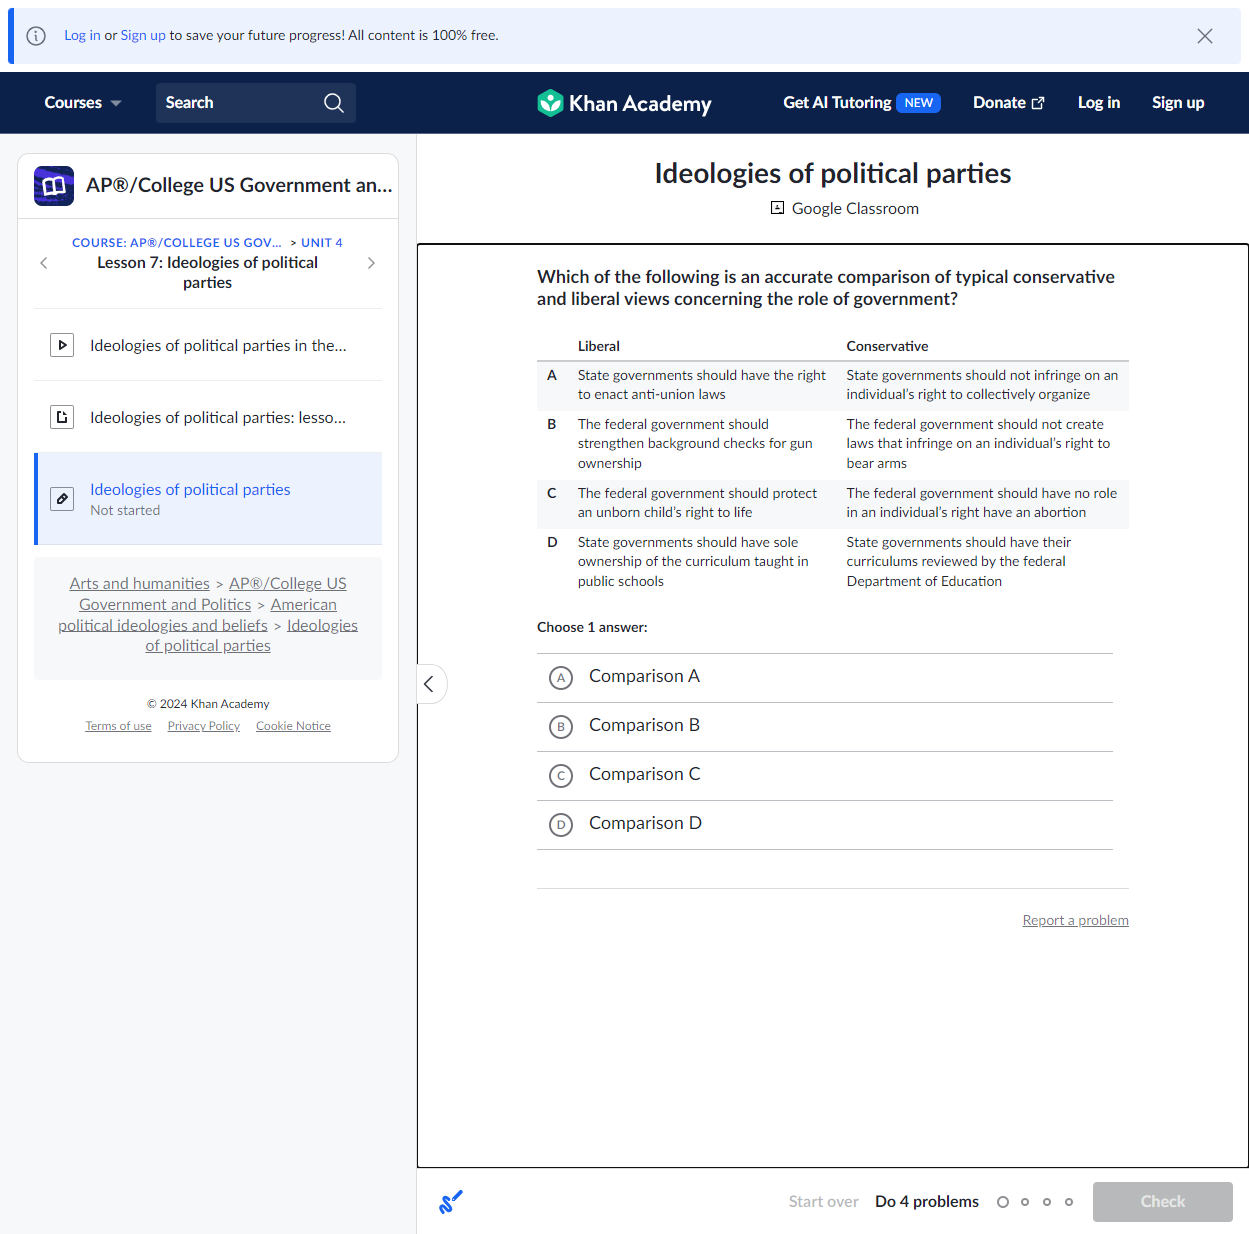 Log in or Sign up to save your future progress! All content is 100% free.
Courses
Search
Khan Academy
Get AI Tutoring NEW
Donate
Log in
Sign up
AP®/College US Government an...
COURSE: AP®/COLLEGE US GOV... > UNIT 4
Lesson 7: Ideologies of political
parties
Ideologies of political parties in the...
Ideologies of political parties: lesso...
Ideologies of political parties
Not started
Arts and humanities > AP®/College US
Government and Politics > American
political ideologies and beliefs > Ideologies
of political parties
© 2024 Khan Academy
Terms of use Privacy Policy Cookie Notice
Ideologies of political parties
Google Classroom
Which of the following is an accurate comparison of typical conservative
and liberal views concerning the role of government?
Liberal Conservative
A State governments should have the right State governments should not infringe on an
to enact anti-union laws individual's right to collectively organize
B The federal government should The federal government should not create
strengthen background checks for gun laws that infringe on an individual's right to
ownership bear arms
C The federal government should protect The federal government should have no role
an unborn child's right to life in an individual's right have an abortion
D State governments should have sole State governments should have their
ownership of the curriculum taught in curriculums reviewed by the federal
public schools Department of Education
Choose 1 answer:
A Comparison A
B Comparison B
C Comparison C
D Comparison D
Report a problem
Start over Do 4 problems Check